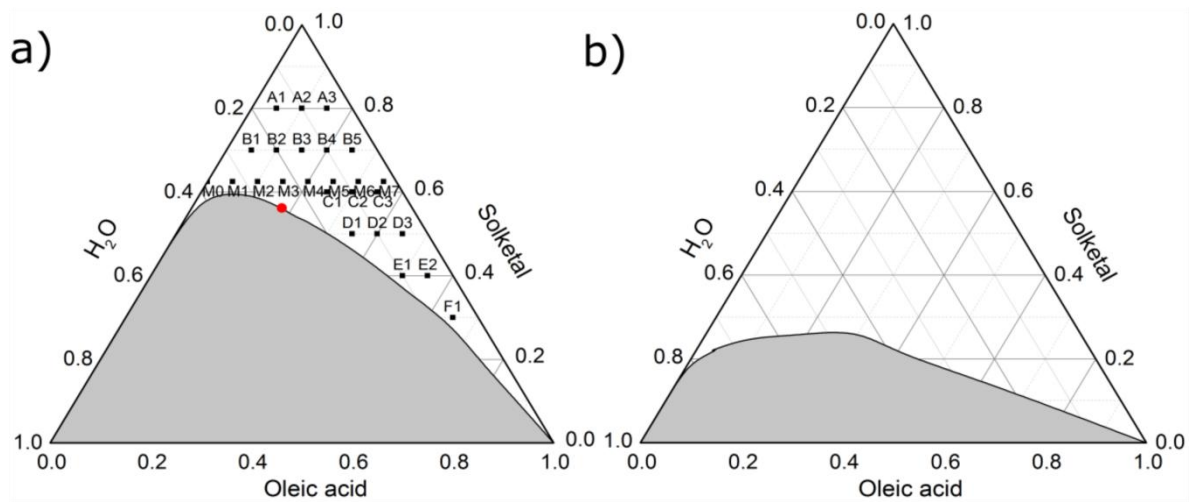 a)
0.0 1.0
A1 A2 A3
0.2 0.8
B1 B2 B3 B4 B5
0.4 M0 M1 M2 M3 M4 M5 M6 M7 0.6
C1 C2 C3
D1 D2 D3
H₂O
Solketal
0.6 E1 E2 0.4
F1
0.8 0.2
1.0 0.0
0.0 0.2 0.4 0.6 0.8 1.0
Oleic acid
b)
0.0 1.0
0.2 0.8
0.4 0.6
H₂O
Solketal
0.6 0.4
0.8 0.2
1.0 0.0
0.0 0.2 0.4 0.6 0.8 1.0
Oleic acid